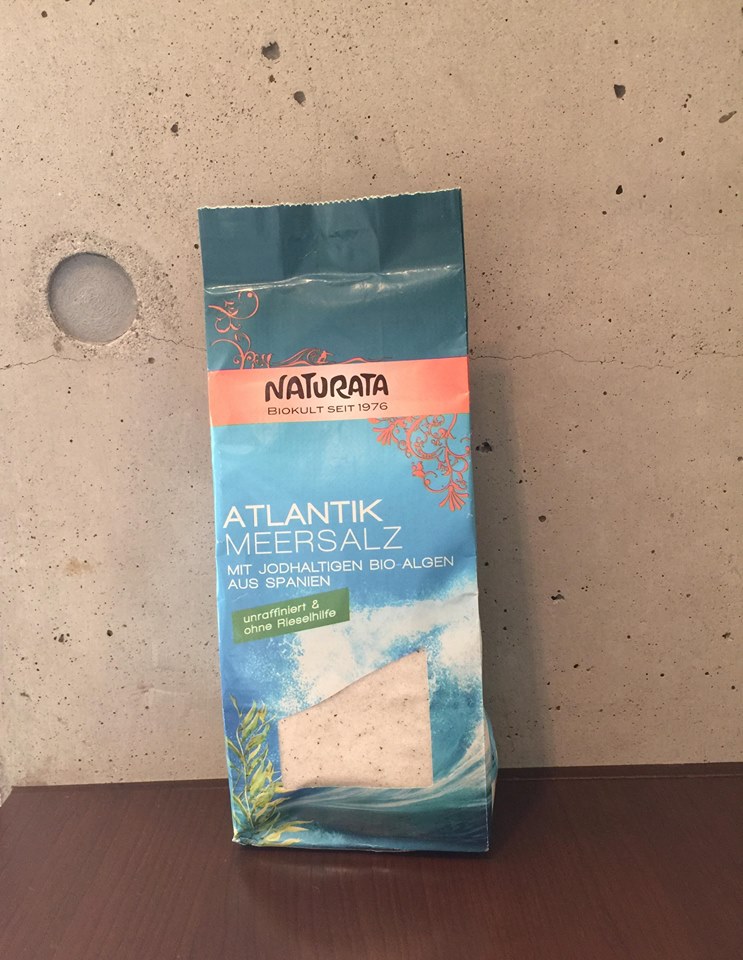 NATURATA
BIOKULT SEIT 1976
ATLANTIK
MEERSALZ
MIT JODHALTIGEN BIO-ALGEN
AUS SPANIEN
unraffiniert &
ohne Rieselhilfe